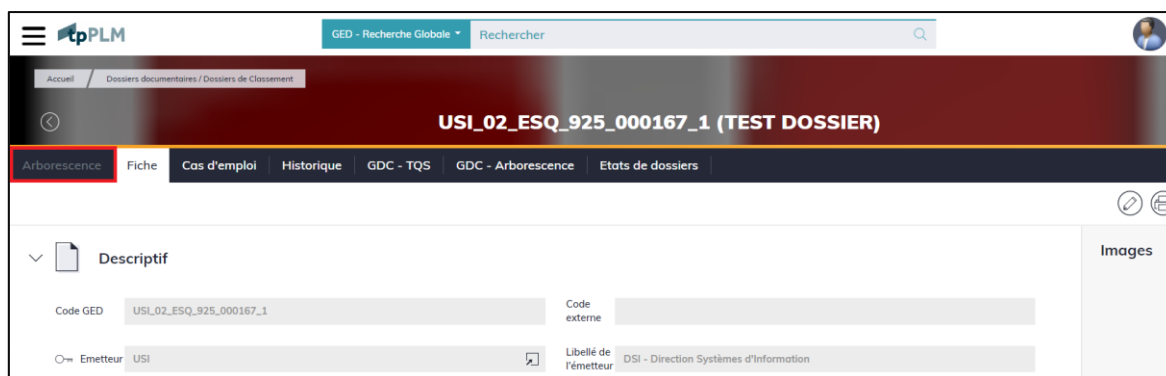 tpPLM
GED - Recherche Globale Rechercher
Accueil / Dossiers documentaires / Dossiers de Classement
USI_02_ESQ_925_000167_1 (TEST DOSSIER)
Arborescence Fiche Cas d'emploi Historique GDC - TQS GDC - Arborescence Etats de dossiers
Descriptif
Images
Code GED USI_02_ESQ_925_000167_1
Code externe
Emetteur USI
Libellé de l'émetteur DSI - Direction Systèmes d'Information